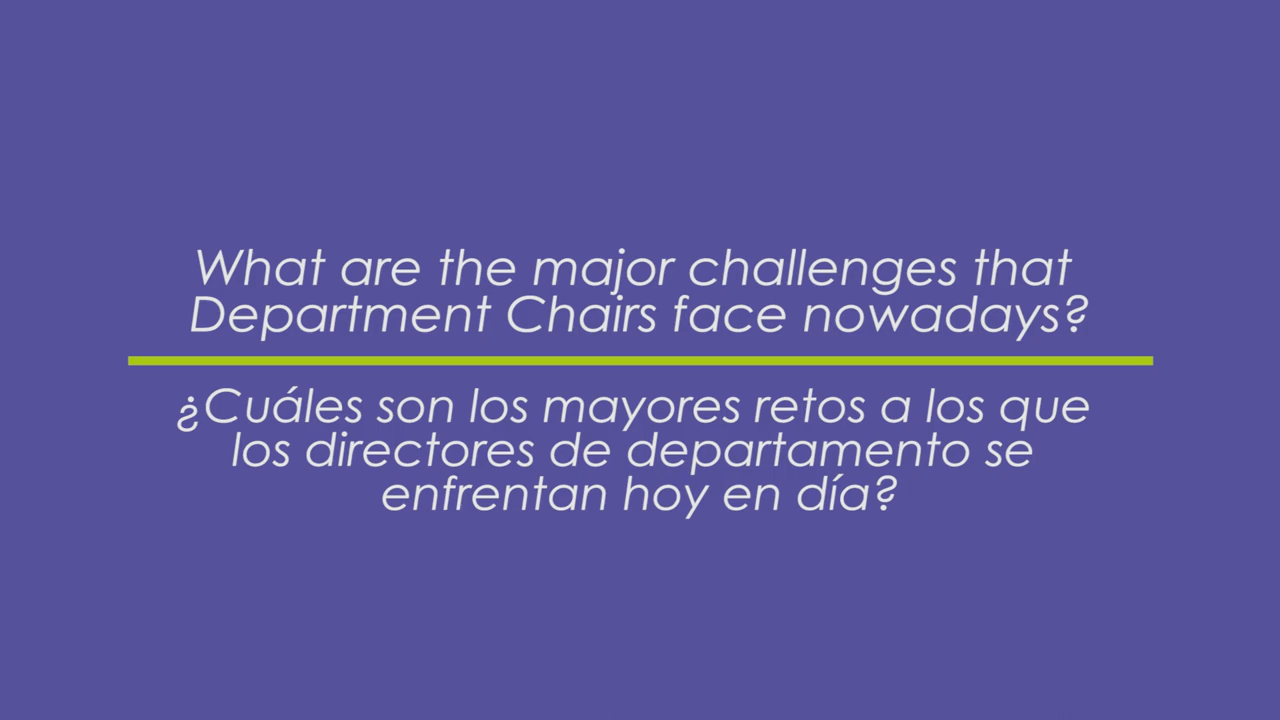 What are the major challenges that
Department Chairs face nowadays?
¿Cuáles son los mayores retos a los que
los directores de departamento se
enfrentan hoy en día?